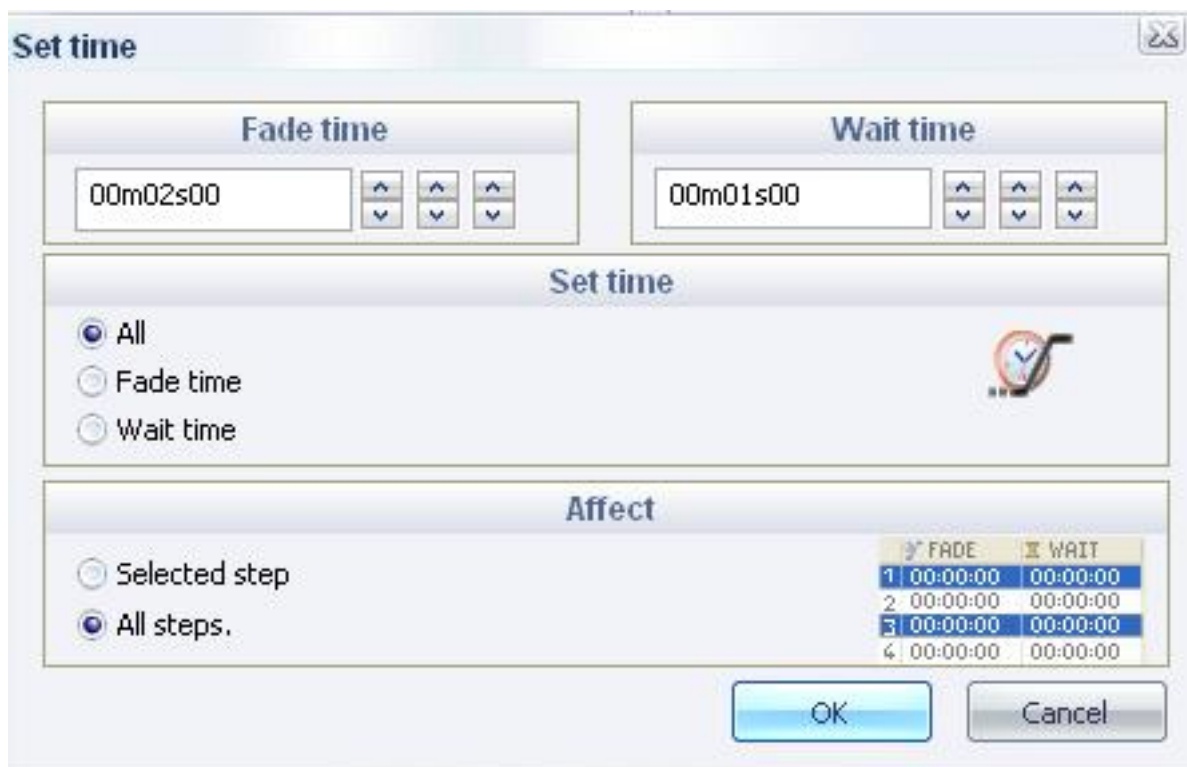 Set time
Fade time
Wait time
00m02s00
00m01s00
Set time
All
Fade time
Wait time
Affect
Selected step
All steps.
FADE WAIT
1 00:00:00 00:00:00
2 00:00:00 00:00:00
3 00:00:00 00:00:00
4 00:00:00 00:00:00
OK
Cancel